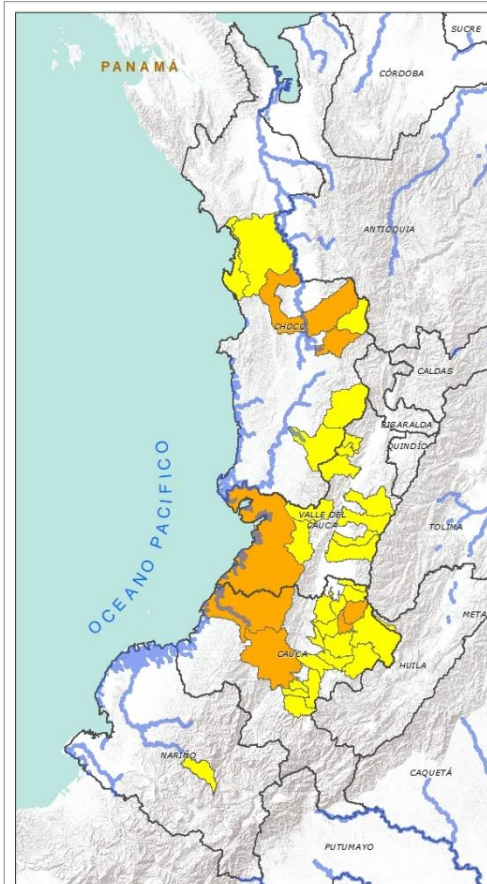 SUCRE
PANAMÁ
CÓRDOBA
ANTIOQUIA
CHOCÓ
CALDAS
RISARALDA
QUINDÍO
OCEANO PACIFICO
VALLE DEL
CAUCA
TOLIMA
META
CAUCA
HUILA
NARIÑO
CAQUETÁ
PUTUMAYO